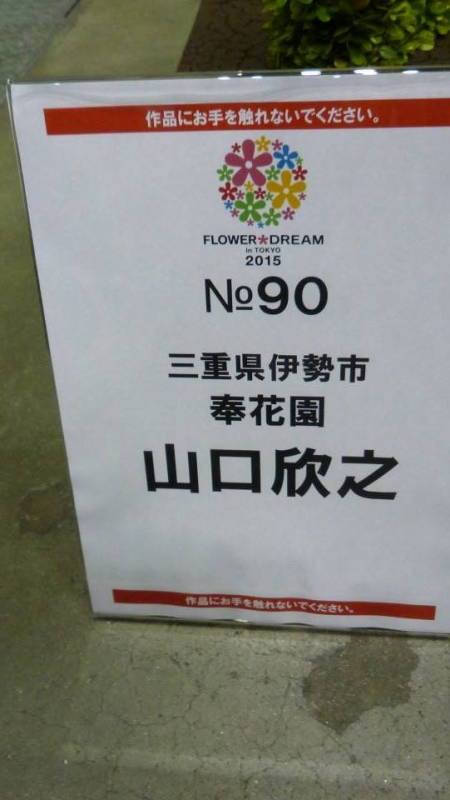 作品にお手を触れないでください。
FLOWER*DREAM
in TOKYO
2015
№90
三重県伊勢市
奉花園
山口欣之
作品にお手を触れないでください。